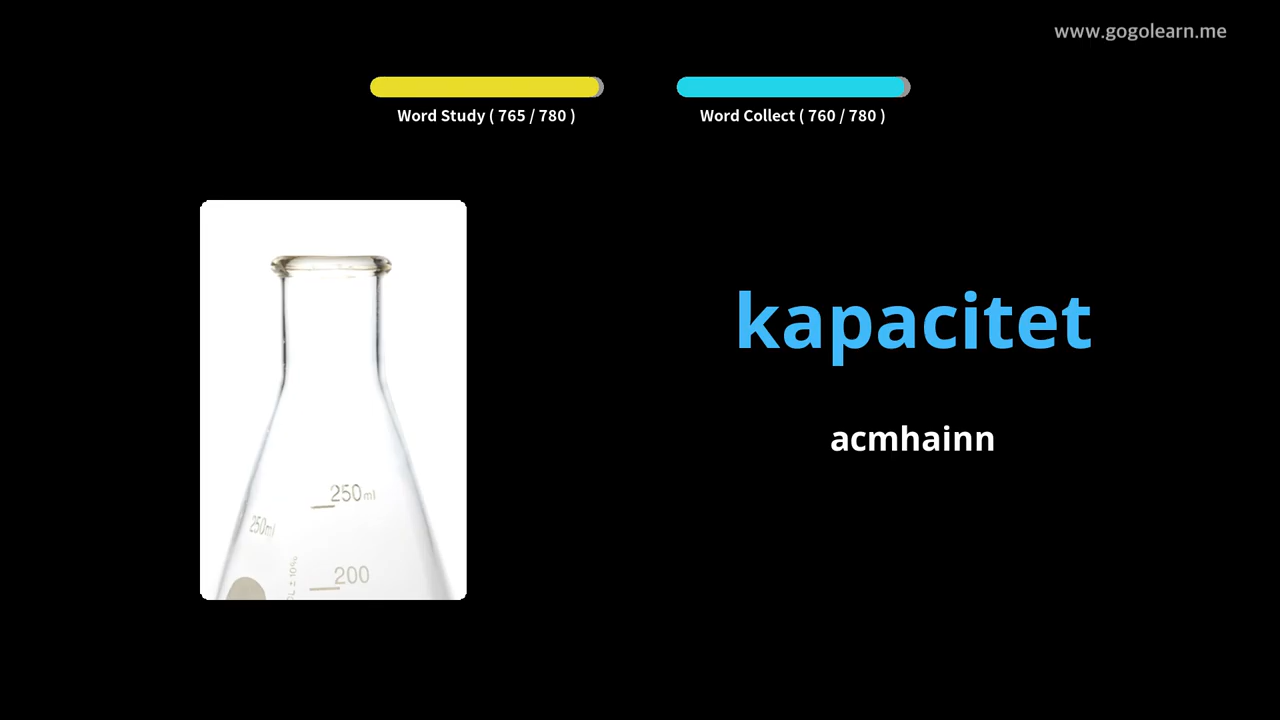 www.gogolearn.me
Word Study ( 765 / 780 )
Word Collect ( 760 / 780 )
kapacitet
acmhainn
250ml
250ml
200